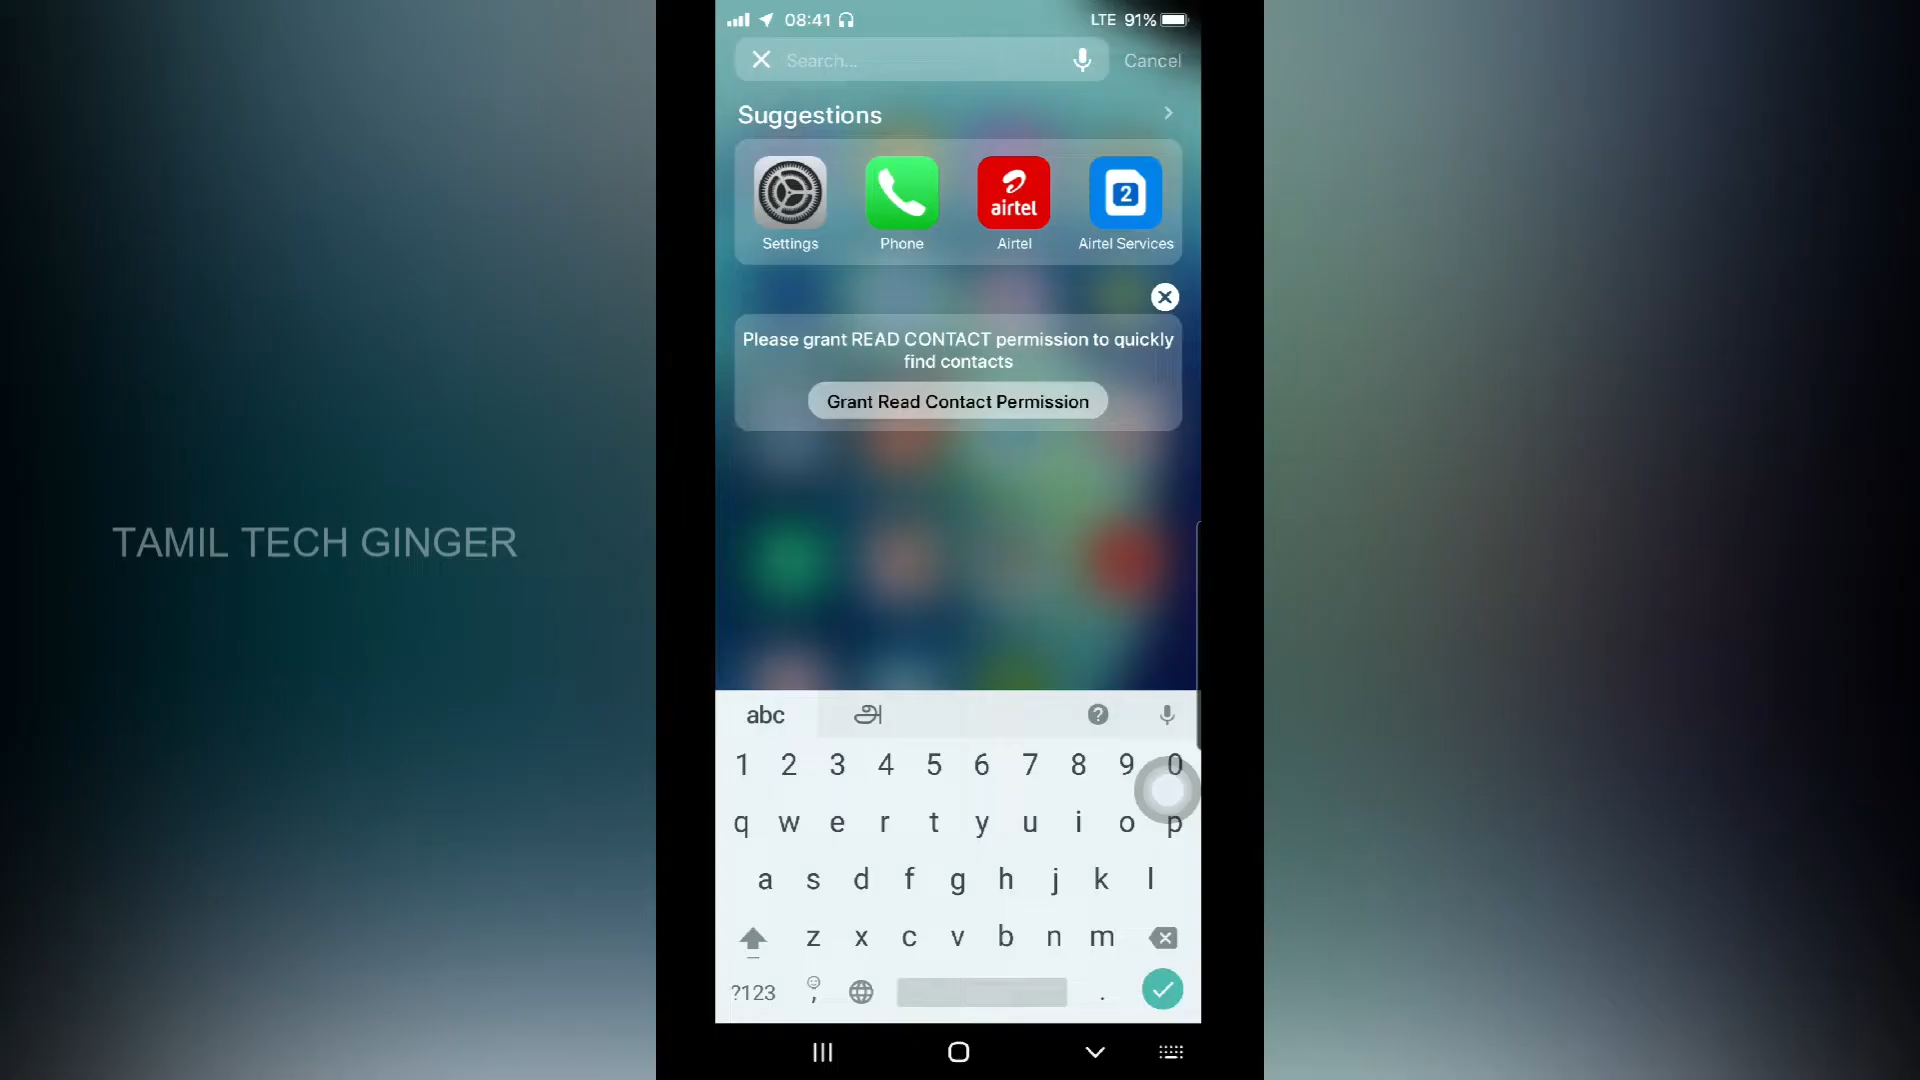 08:41
LTE 91%
Search...
Cancel
Suggestions
airtel
2
Settings
Phone
Airtel
Airtel Services
Please grant READ CONTACT permission to quickly
find contacts
Grant Read Contact Permission
TAMIL TECH GINGER
abc
அ
?
1 2 3 4 5 6 7 8 9 0
q w e r t y u i o p
a s d f g h j k l
z x c v b n m
?123 , .